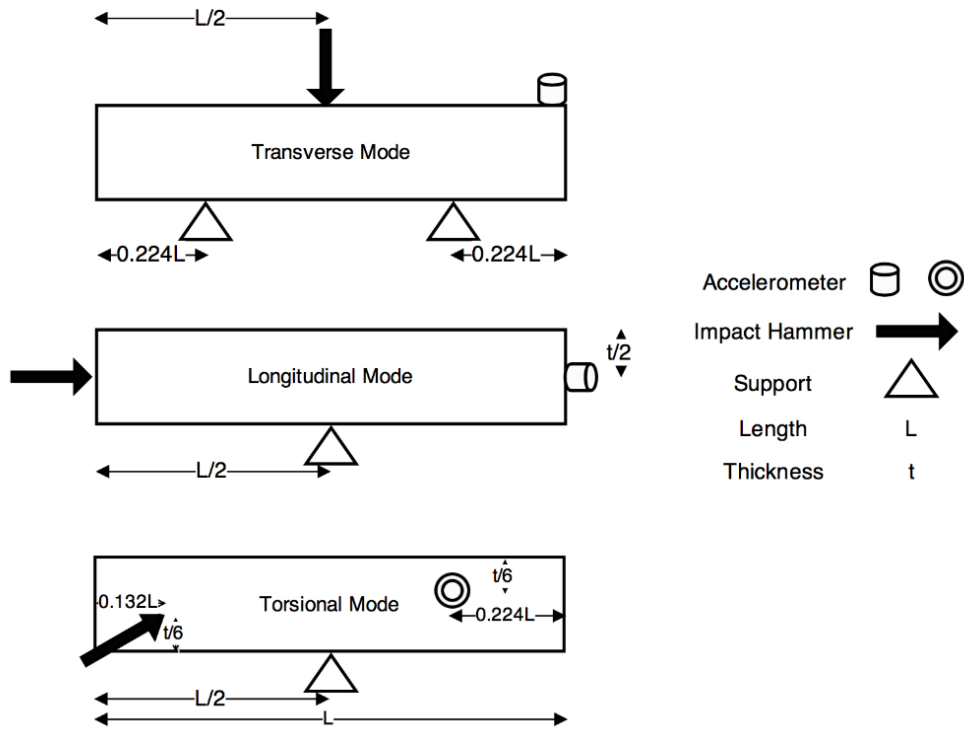 L/2
Transverse Mode
0.224L
0.224L
Longitudinal Mode
t/2
L/2
Torsional Mode
0.132L
t/6
t/6
0.224L
L/2
L
Accelerometer
Impact Hammer
Support
Length L
Thickness t